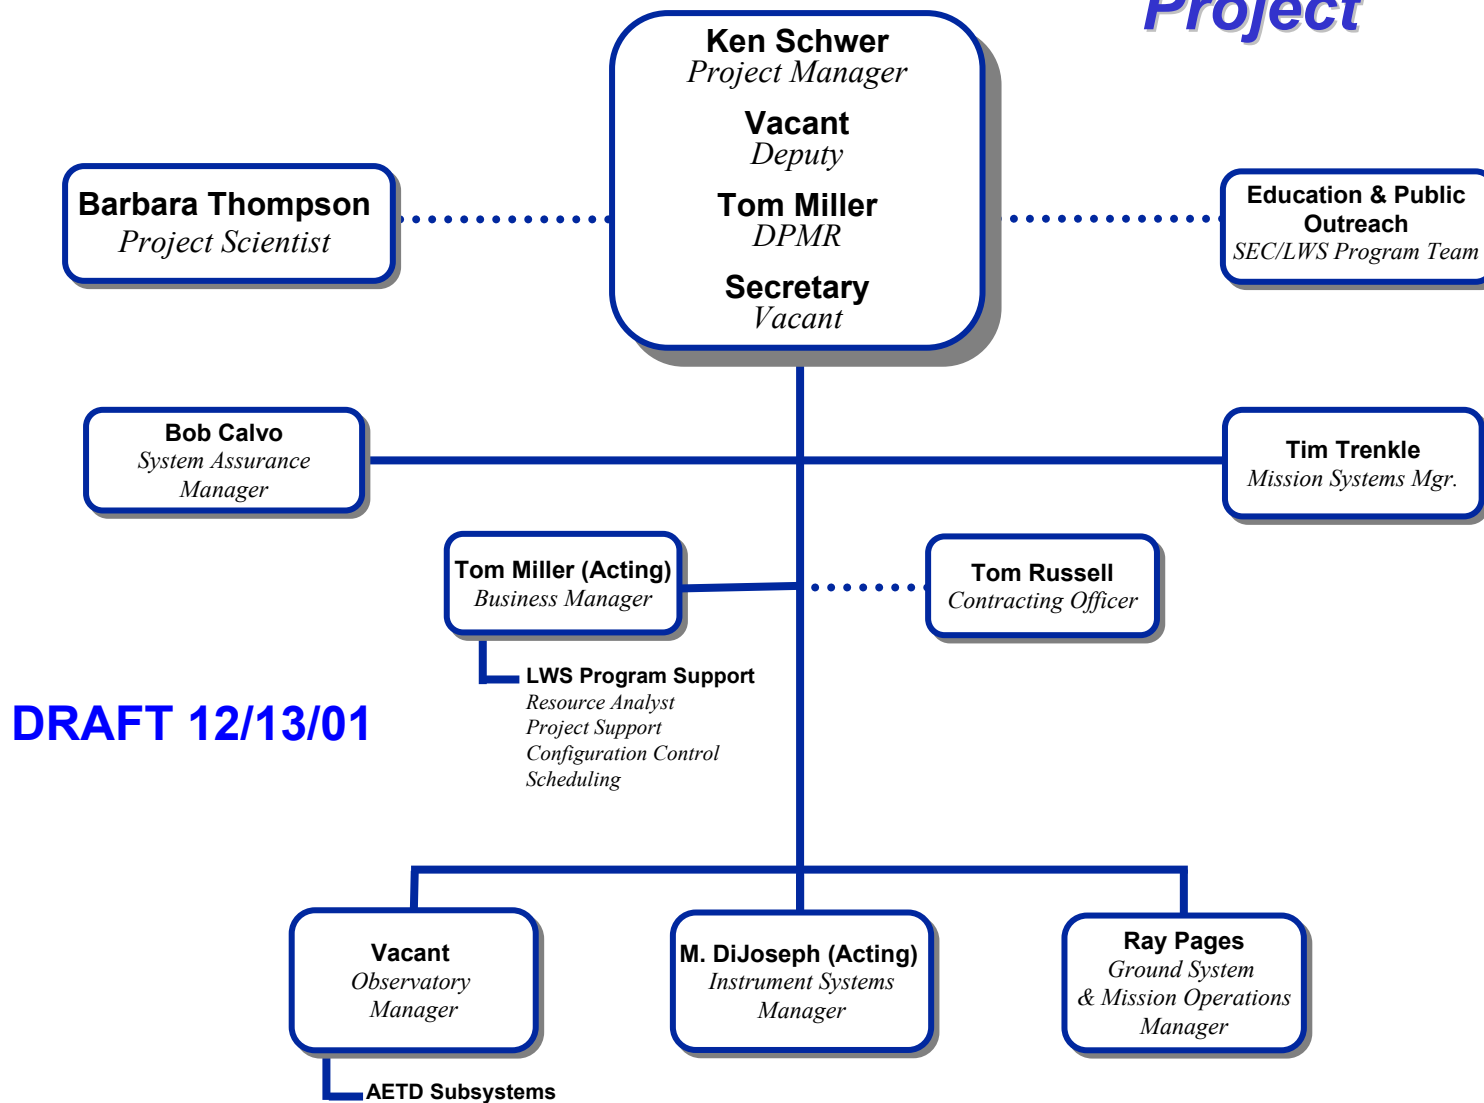 Project
Ken Schwer
Project Manager
Vacant
Deputy
Tom Miller
DPMR
Secretary
Vacant
Barbara Thompson
Project Scientist
Education & Public
Outreach
SEC/LWS Program Team
Bob Calvo
System Assurance
Manager
Tim Trenkle
Mission Systems Mgr.
Tom Miller (Acting)
Business Manager
Tom Russell
Contracting Officer
LWS Program Support
Resource Analyst
Project Support
Configuration Control
Scheduling
DRAFT 12/13/01
Vacant
Observatory
Manager
M. DiJoseph (Acting)
Instrument Systems
Manager
Ray Pages
Ground System
& Mission Operations
Manager
AETD Subsystems